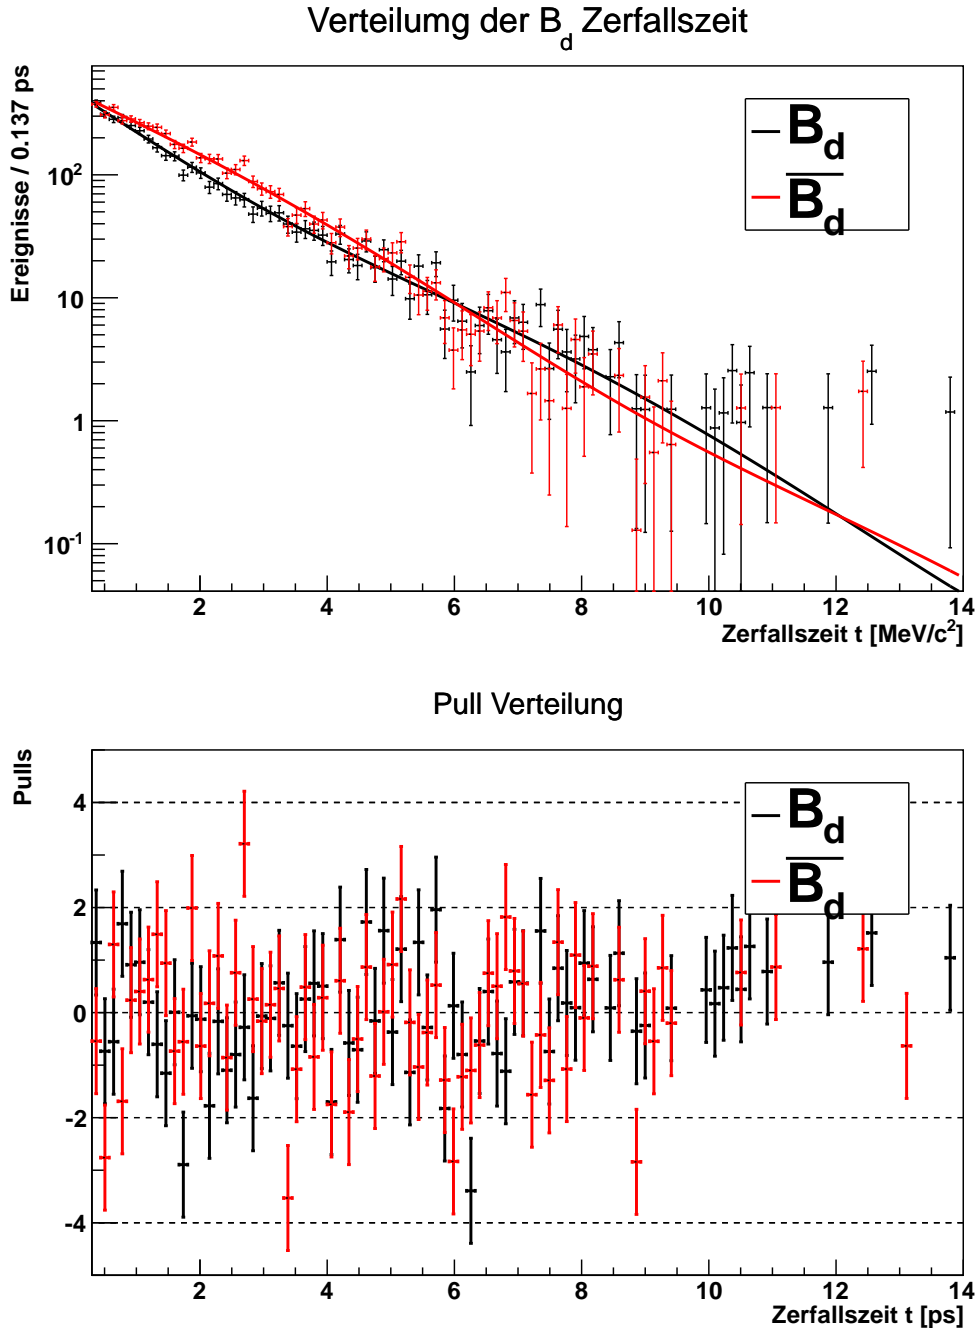 Verteilumg der B_d Zerfallszeit
Ereignisse / 0.137 ps
10^2
10
1
10^-1
B_d
B̅_d
2 4 6 8 10 12 14
Zerfallszeit t [MeV/c^2]
Pull Verteilung
Pulls
4
2
0
-2
-4
B_d
B̅_d
2 4 6 8 10 12 14
Zerfallszeit t [ps]